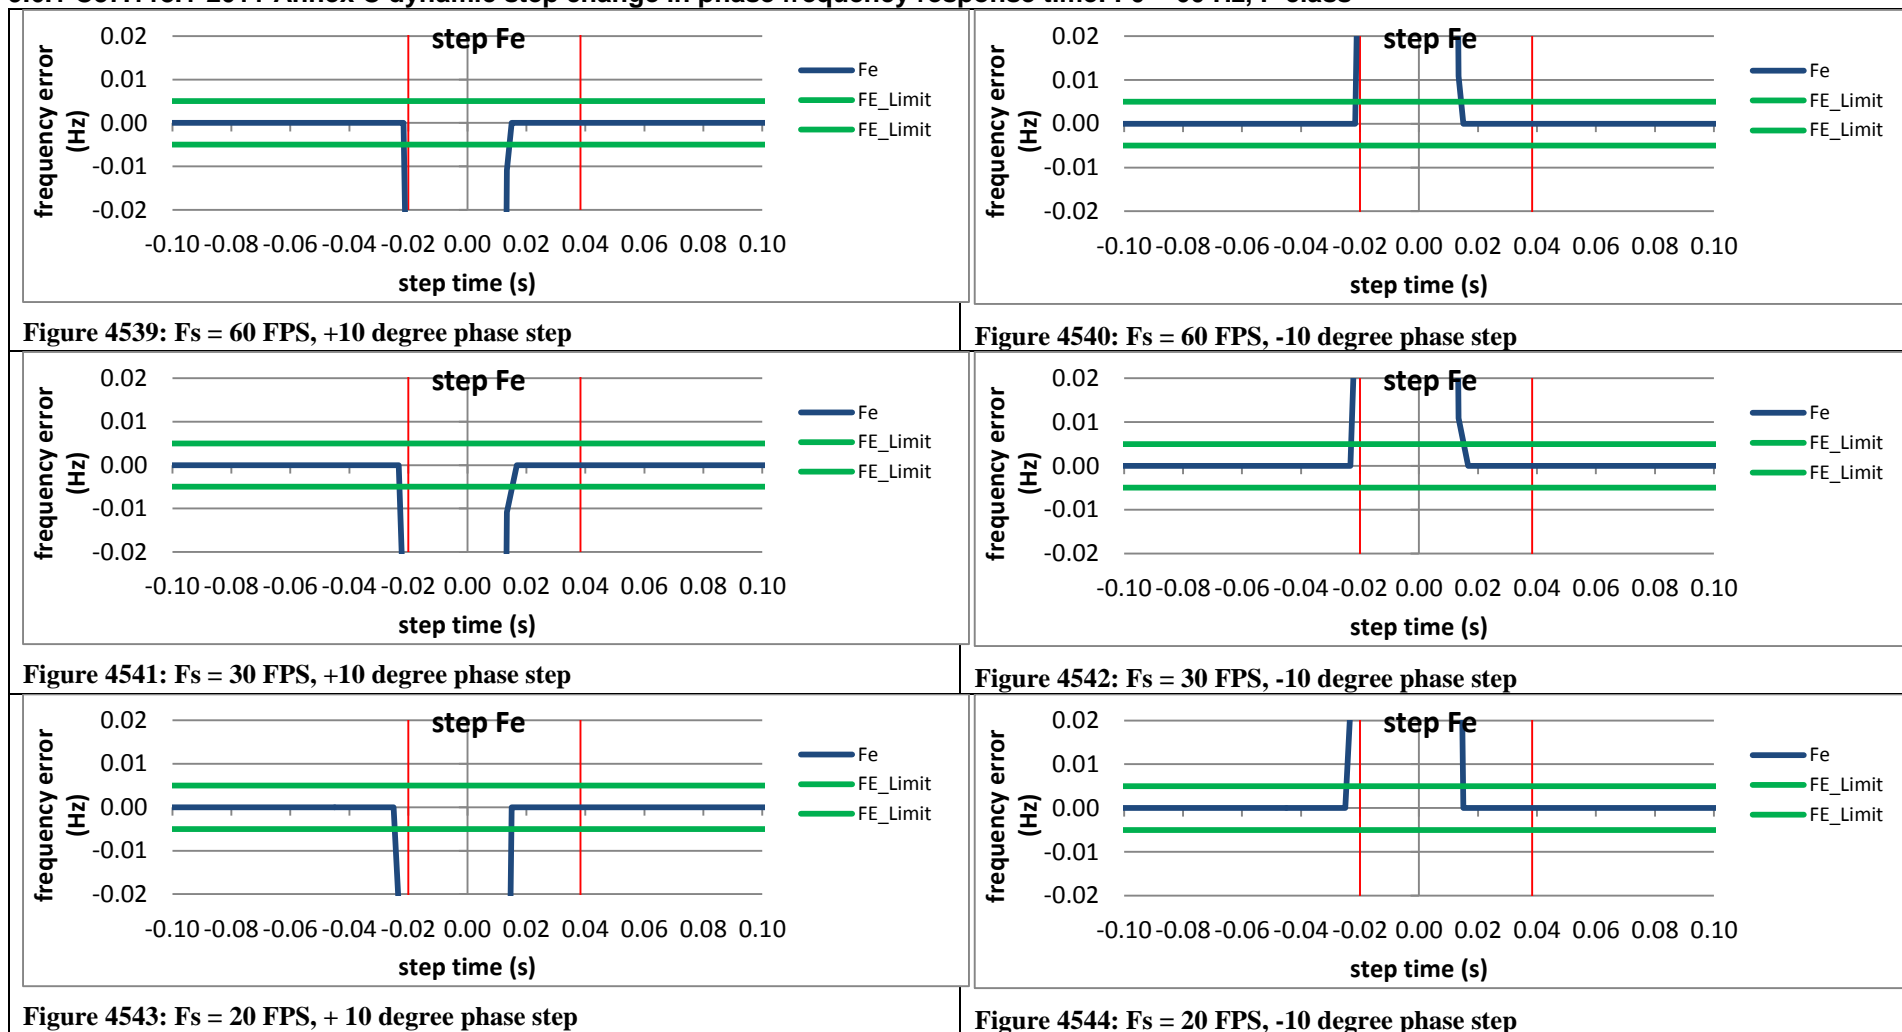 C37.118.1-2011 Annex C dynamic step change in phase frequency response time: F0 = Hz, P class
step Fe
frequency error
(Hz)
0.02
0.01
0.00
-0.01
-0.02
-0.10 -0.08 -0.06 -0.04 -0.02 0.00 0.02 0.04 0.06 0.08 0.10
step time (s)
Fe
FE_Limit
FE_Limit
Figure 4539: Fs = 60 FPS, +10 degree phase step
step Fe
frequency error
(Hz)
0.02
0.01
0.00
-0.01
-0.02
-0.10 -0.08 -0.06 -0.04 -0.02 0.00 0.02 0.04 0.06 0.08 0.10
step time (s)
Fe
FE_Limit
FE_Limit
Figure 4540: Fs = 60 FPS, -10 degree phase step
step Fe
frequency error
(Hz)
0.02
0.01
0.00
-0.01
-0.02
-0.10 -0.08 -0.06 -0.04 -0.02 0.00 0.02 0.04 0.06 0.08 0.10
step time (s)
Fe
FE_Limit
FE_Limit
Figure 4541: Fs = 30 FPS, +10 degree phase step
step Fe
frequency error
(Hz)
0.02
0.01
0.00
-0.01
-0.02
-0.10 -0.08 -0.06 -0.04 -0.02 0.00 0.02 0.04 0.06 0.08 0.10
step time (s)
Fe
FE_Limit
FE_Limit
Figure 4542: Fs = 30 FPS, -10 degree phase step
step Fe
frequency error
(Hz)
0.02
0.01
0.00
-0.01
-0.02
-0.10 -0.08 -0.06 -0.04 -0.02 0.00 0.02 0.04 0.06 0.08 0.10
step time (s)
Fe
FE_Limit
FE_Limit
Figure 4543: Fs = 20 FPS, + 10 degree phase step
step Fe
frequency error
(Hz)
0.02
0.01
0.00
-0.01
-0.02
-0.10 -0.08 -0.06 -0.04 -0.02 0.00 0.02 0.04 0.06 0.08 0.10
step time (s)
Fe
FE_Limit
FE_Limit
Figure 4544: Fs = 20 FPS, -10 degree phase step